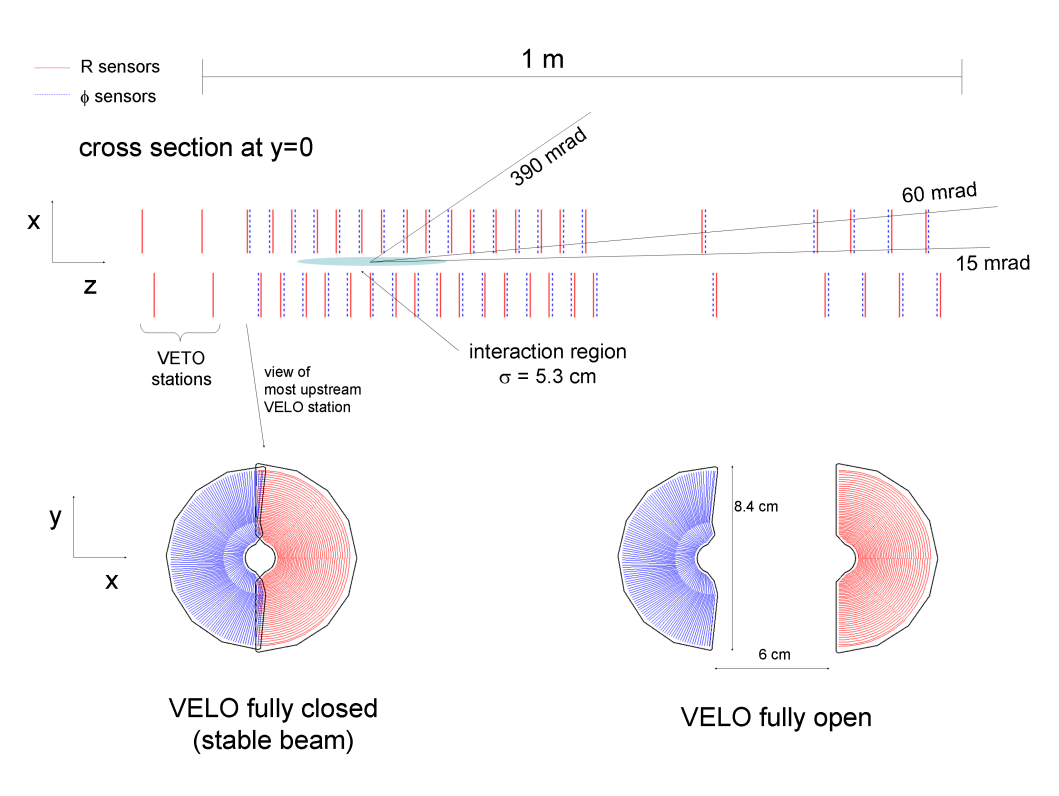 1 m
R sensors
ϕ sensors
cross section at y=0
390 mrad
60 mrad
15 mrad
x
z
VETO
stations
view of
most upstream
VELO station
interaction region
σ = 5.3 cm
y
x
8.4 cm
6 cm
VELO fully closed
(stable beam)
VELO fully open